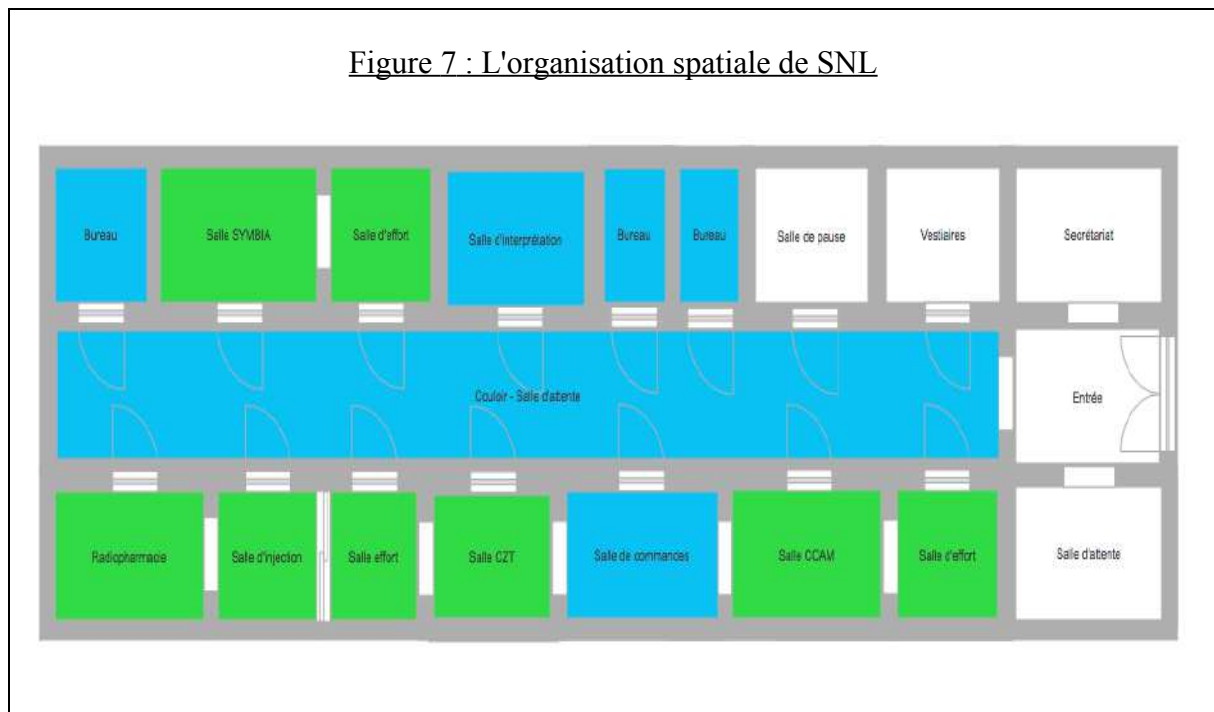 Figure 7 : L'organisation spatiale de SNL
Bureau
Salle SYMBIA
Salle d'effort
Salle d'interprétation
Bureau
Bureau
Salle de pause
Vestiaires
Secrétariat
Couloir - Salle d'attente
Entrée
Radiopharmacie
Salle d'injection
Salle effort
Salle CZT
Salle de commandes
Salle CCAM
Salle d'effort
Salle d'attente